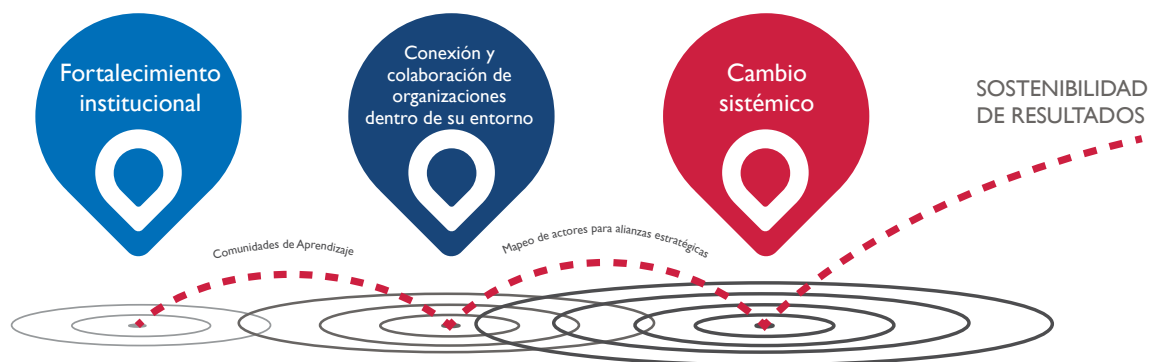 Fortalecimiento
institucional
Conexión y
colaboración de
organizaciones
dentro de su entorno
Cambio
sistémico
SOSTENIBILIDAD
DE RESULTADOS
Comunidades de Aprendizaje
Mapeo de actores para alianzas estratégicas